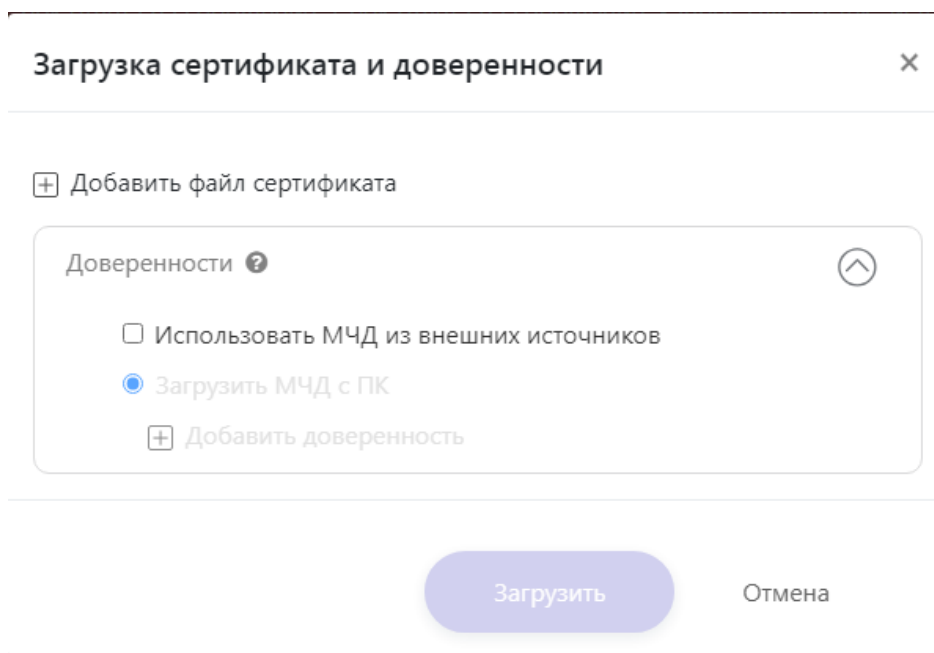 Загрузка сертификата и доверенности
Добавить файл сертификата
Доверенности
Использовать МЧД из внешних источников
Загрузить МЧД с ПК
Добавить доверенность
Загрузить
Отмена